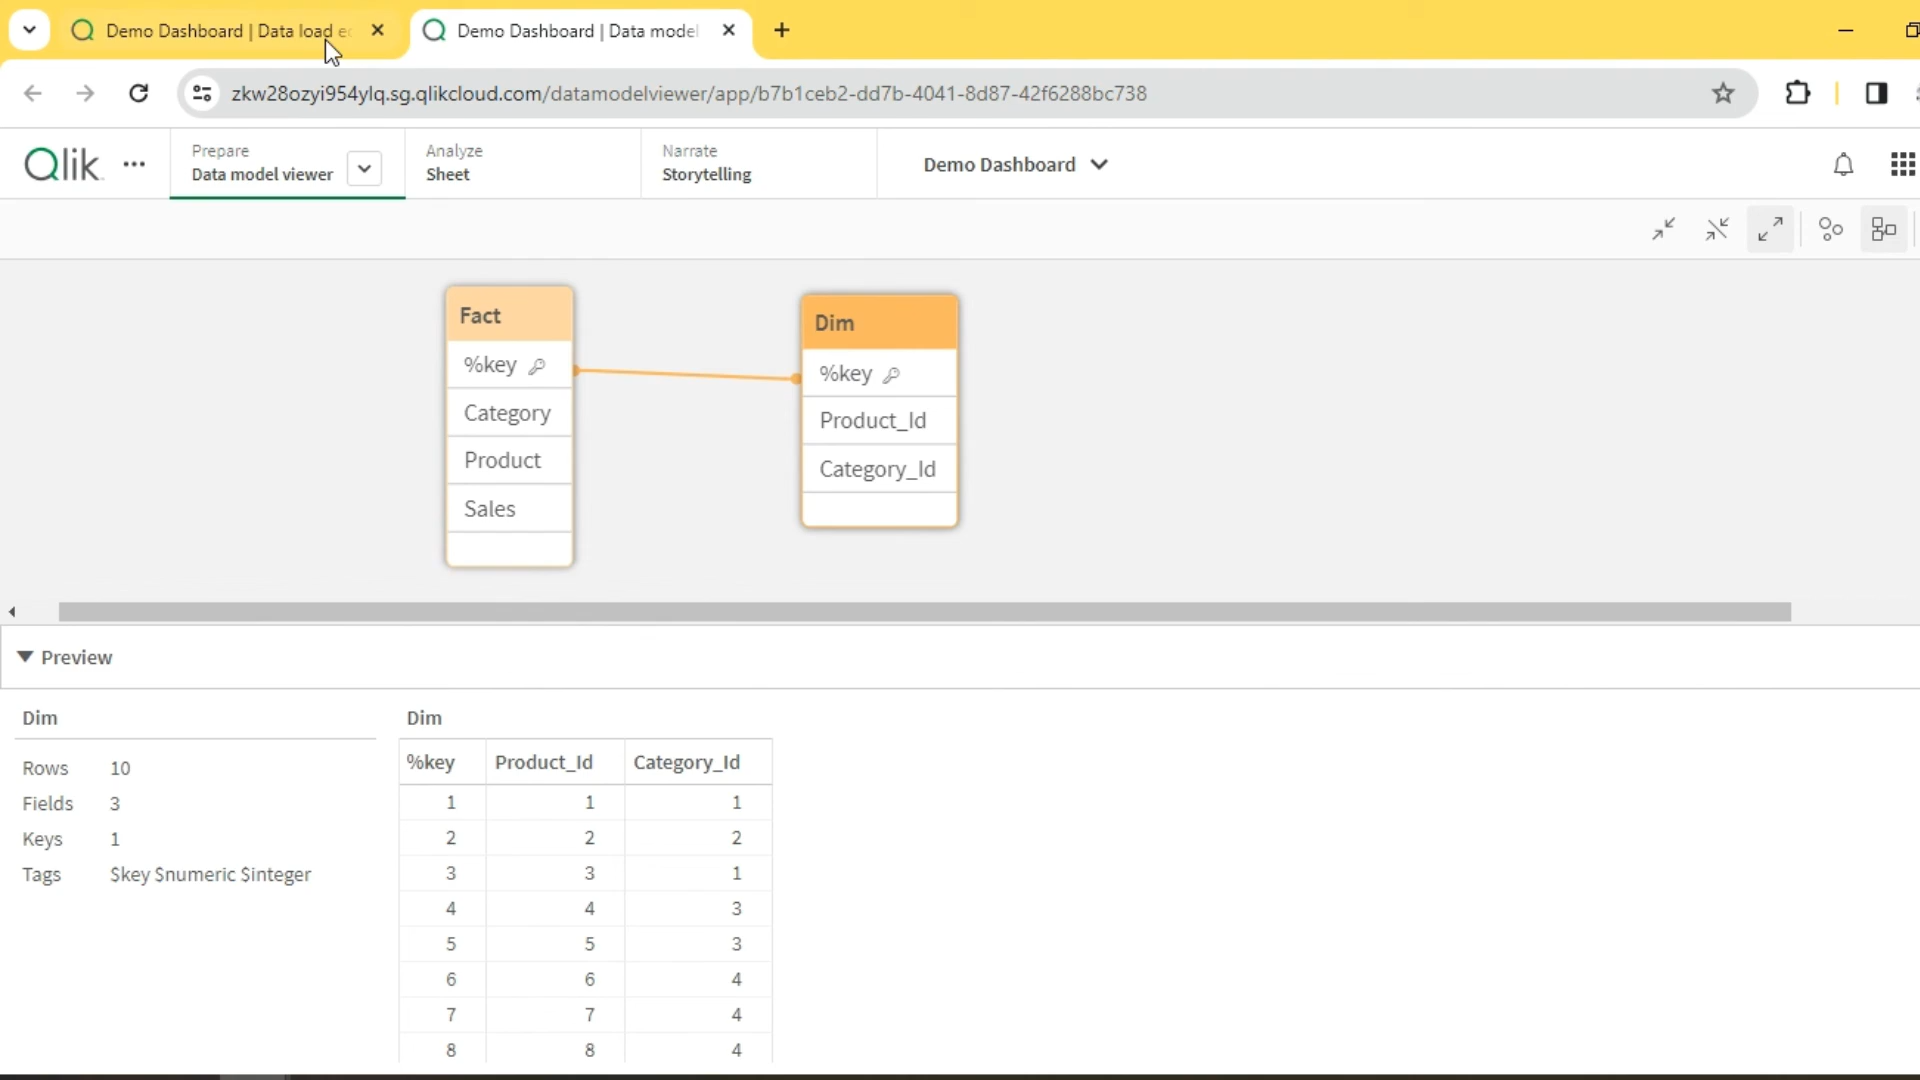 Demo Dashboard | Data load e
Demo Dashboard | Data model
zkw28ozyi954ylq.sg.qlikcloud.com/datamodelviewer/app/b7b1ceb2-dd7b-4041-8d87-42f6288bc738
Qlik
Prepare
Data model viewer
Analyze
Sheet
Narrate
Storytelling
Demo Dashboard
Fact
%key
Category
Product
Sales
Dim
%key
Product_Id
Category_Id
Preview
Dim
Rows 10
Fields 3
Keys 1
Tags $key $numeric $integer
Dim
%key Product_Id Category_Id
1 1 1
2 2 2
3 3 1
4 4 3
5 5 3
6 6 4
7 7 4
8 8 4